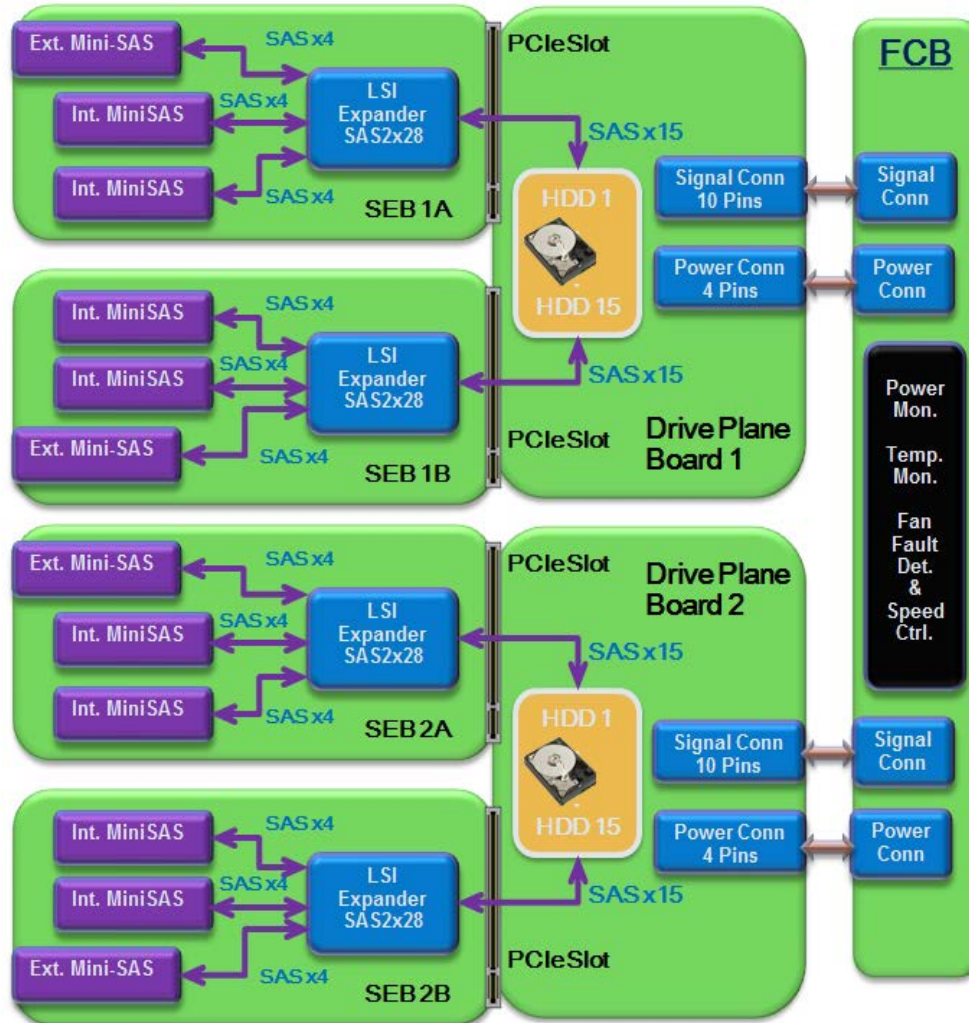 Ext. Mini-SAS
SAS x4
Int. MiniSAS
SAS x4
Int. MiniSAS
SAS x4
LSI
Expander
SAS2x28
SEB 1A
PCIe Slot
SAS x15
HDD 1
.
HDD 15
SAS x15
Signal Conn
10 Pins
Power Conn
4 Pins
Drive Plane
Board 1
Int. MiniSAS
SAS x4
Int. MiniSAS
SAS x4
Ext. Mini-SAS
SAS x4
LSI
Expander
SAS2x28
SEB 1B
PCIe Slot
Ext. Mini-SAS
SAS x4
Int. MiniSAS
SAS x4
Int. MiniSAS
SAS x4
LSI
Expander
SAS2x28
SEB 2A
PCIe Slot
Drive Plane
Board 2
SAS x15
HDD 1
.
HDD 15
SAS x15
Signal Conn
10 Pins
Power Conn
4 Pins
Int. MiniSAS
SAS x4
Int. MiniSAS
SAS x4
Ext. Mini-SAS
SAS x4
LSI
Expander
SAS2x28
SEB 2B
PCIe Slot
FCB
Signal
Conn
Power
Conn
Power
Mon.
Temp.
Mon.
Fan
Fault
Det.
&
Speed
Ctrl.
Signal
Conn
Power
Conn